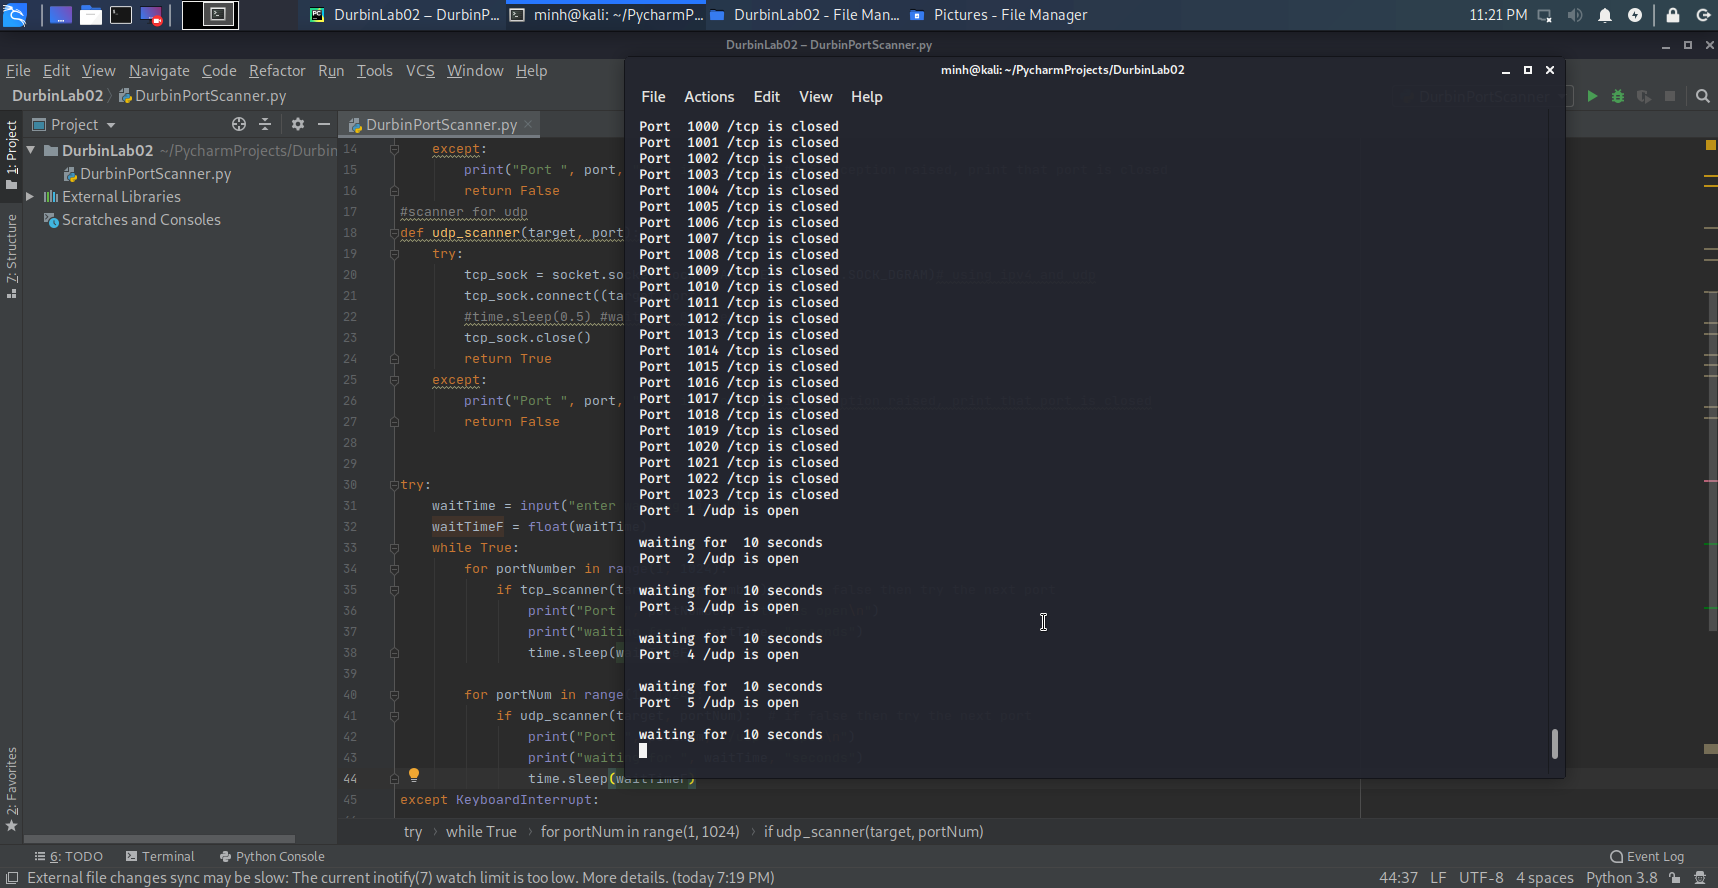 DurbinLab02 – DurbinP...
minh@kali: ~/PycharmP...
DurbinLab02 - File Man...
Pictures - File Manager
11:21 PM
DurbinLab02 – DurbinPortScanner.py
File Edit View Navigate Code Refactor Run Tools VCS Window Help
minh@kali: ~/PycharmProjects/DurbinLab02
DurbinLab02 DurbinPortScanner.py
File Actions Edit View Help
Project
DurbinPortScanner.py
1: Project
7: Structure
2: Favorites
DurbinLab02 ~/PycharmProjects/Durbin
DurbinPortScanner.py
External Libraries
Scratches and Consoles
14 except:
15 print("Port ", port,
16 return False
17 #scanner for udp
18 def udp_scanner(target, port
19 try:
20 tcp_sock = socket.so
21 tcp_sock.connect((ta
22 #time.sleep(0.5) #wa
23 tcp_sock.close()
24 return True
25 except:
26 print("Port ", port,
27 return False
28
29
30 try:
31 waitTime = input("enter
32 waitTimeF = float(waitTi
33 while True:
34 for portNumber in ran
35 if tcp_scanner(t
36 print("Port
37 print("waiti
38 time.sleep(w
39
40 for portNum in range
41 if udp_scanner(t
42 print("Port
43 print("waiti
44 time.sleep(waitTimeF)
45 except KeyboardInterrupt:
Port 1000 /tcp is closed
Port 1001 /tcp is closed
Port 1002 /tcp is closed
Port 1003 /tcp is closed
Port 1004 /tcp is closed
Port 1005 /tcp is closed
Port 1006 /tcp is closed
Port 1007 /tcp is closed
Port 1008 /tcp is closed
Port 1009 /tcp is closed
Port 1010 /tcp is closed
Port 1011 /tcp is closed
Port 1012 /tcp is closed
Port 1013 /tcp is closed
Port 1014 /tcp is closed
Port 1015 /tcp is closed
Port 1016 /tcp is closed
Port 1017 /tcp is closed
Port 1018 /tcp is closed
Port 1019 /tcp is closed
Port 1020 /tcp is closed
Port 1021 /tcp is closed
Port 1022 /tcp is closed
Port 1023 /tcp is closed
Port 1 /udp is open
waiting for 10 seconds
Port 2 /udp is open
waiting for 10 seconds
Port 3 /udp is open
waiting for 10 seconds
Port 4 /udp is open
waiting for 10 seconds
Port 5 /udp is open
waiting for 10 seconds
try while True for portNum in range(1, 1024) if udp_scanner(target, portNum)
6: TODO Terminal Python Console Event Log
External file changes sync may be slow: The current inotify(7) watch limit is too low. More details. (today 7:19 PM)
44:37 LF UTF-8 4 spaces Python 3.8